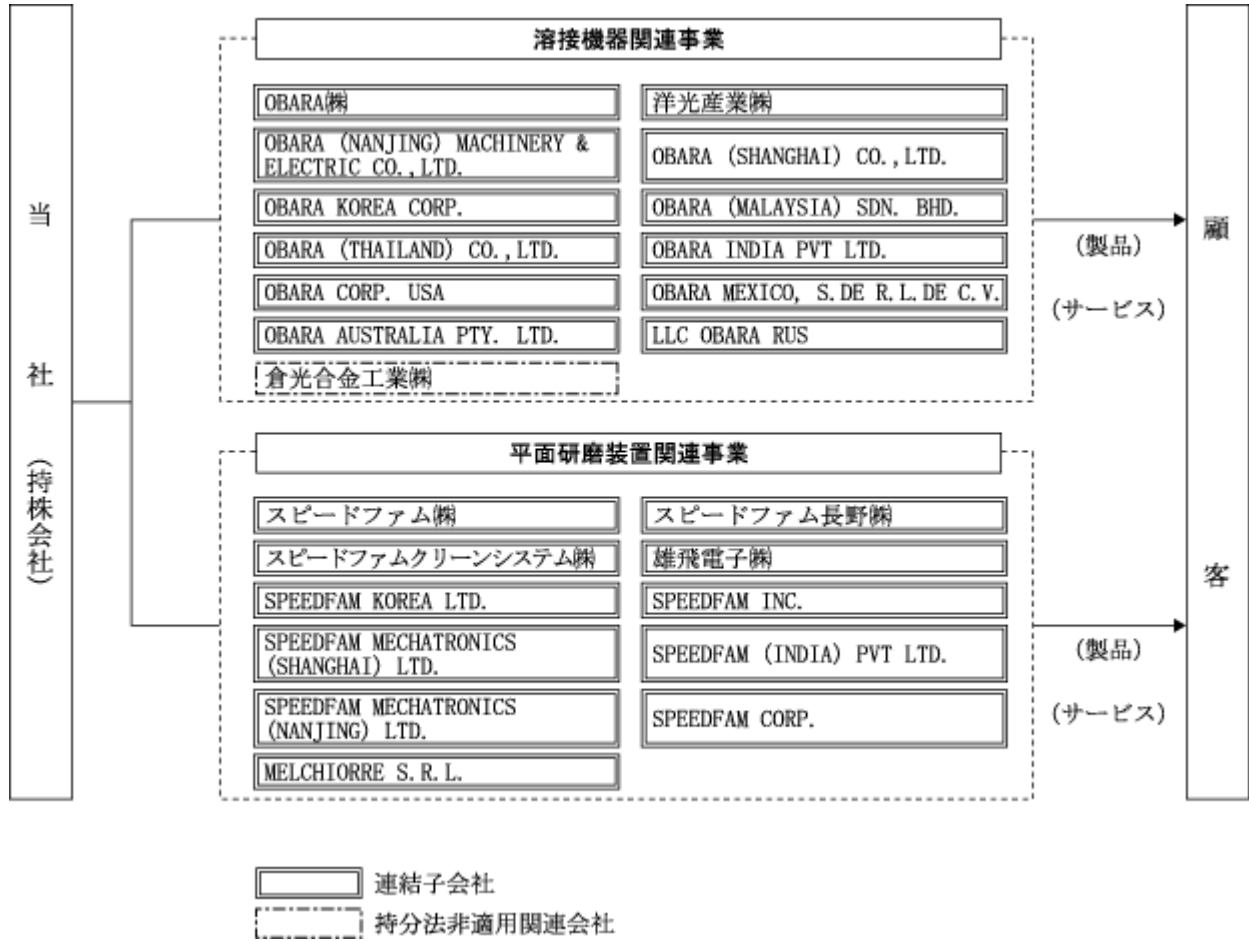 当社(持株会社)
溶接機器関連事業
OBARA㈱
洋光産業㈱
OBARA (NANJING) MACHINERY &
ELECTRIC CO.,LTD.
OBARA (SHANGHAI) CO.,LTD.
OBARA KOREA CORP.
OBARA (MALAYSIA) SDN. BHD.
OBARA (THAILAND) CO.,LTD.
OBARA INDIA PVT LTD.
OBARA CORP. USA
OBARA MEXICO, S.DE R.L.DE C.V.
OBARA AUSTRALIA PTY. LTD.
LLC OBARA RUS
倉光合金工業㈱
(製品)
(サービス)
平面研磨装置関連事業
スピードファム㈱
スピードファム長野㈱
スピードファムクリーンシステム㈱
雄飛電子㈱
SPEEDFAM KOREA LTD.
SPEEDFAM INC.
SPEEDFAM MECHATRONICS
(SHANGHAI) LTD.
SPEEDFAM (INDIA) PVT LTD.
SPEEDFAM MECHATRONICS
(NANJING) LTD.
SPEEDFAM CORP.
MELCHIORRE S.R.L.
(製品)
(サービス)
顧客
連結子会社
持分法非適用関連会社